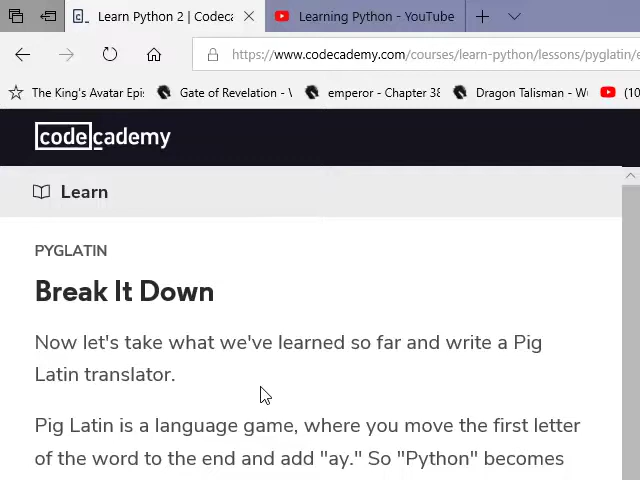 Learn Python 2 | Codeca
Learning Python - YouTube
https://www.codecademy.com/courses/learn-python/lessons/pyglatin/e
The King's Avatar Epi:
Gate of Revelation - \
emperor - Chapter 38
Dragon Talisman - W
(10
codecademy
Learn
PYGLATIN
Break It Down
Now let's take what we've learned so far and write a Pig
Latin translator.
Pig Latin is a language game, where you move the first letter
of the word to the end and add "ay." So "Python" becomes